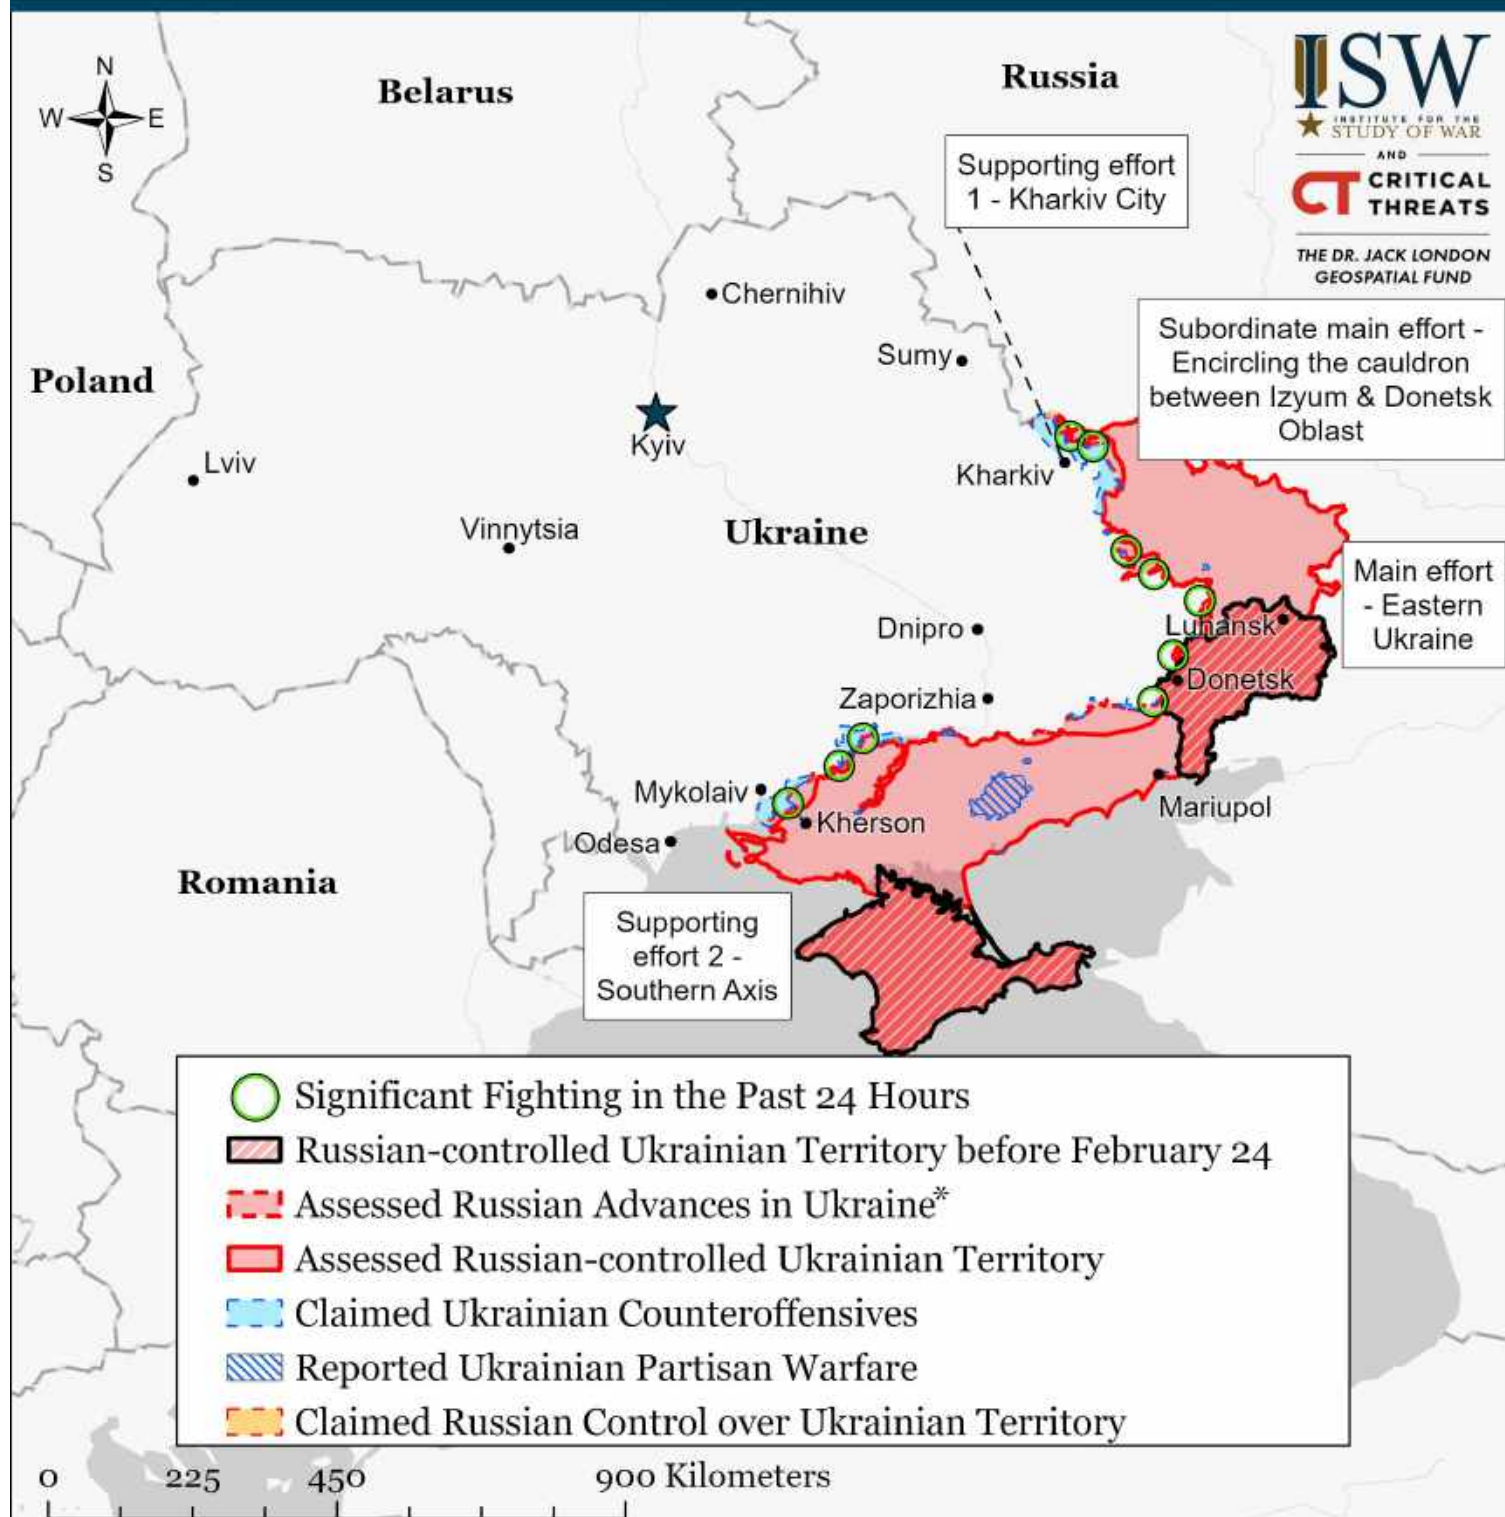 N
W
E
S
Belarus
Russia
ISW
INSTITUTE FOR THE
STUDY OF WAR
AND
CT CRITICAL
THREATS
THE DR. JACK LONDON
GEOSPATIAL FUND
Supporting effort
1 - Kharkiv City
Chernihiv
Subordinate main effort -
Encircling the cauldron
between Izyum & Donetsk
Oblast
Sumy
Poland
Kyiv
Lviv
Kharkiv
Vinnytsia
Ukraine
Main effort
- Eastern
Ukraine
Dnipro
Luhansk
Donetsk
Zaporizhia
Mykolaiv
Mariupol
Kherson
Odesa
Romania
Supporting
effort 2 -
Southern Axis
Significant Fighting in the Past 24 Hours
Russian-controlled Ukrainian Territory before February 24
Assessed Russian Advances in Ukraine*
Assessed Russian-controlled Ukrainian Territory
Claimed Ukrainian Counteroffensives
Reported Ukrainian Partisan Warfare
Claimed Russian Control over Ukrainian Territory
0 225 450 900 Kilometers